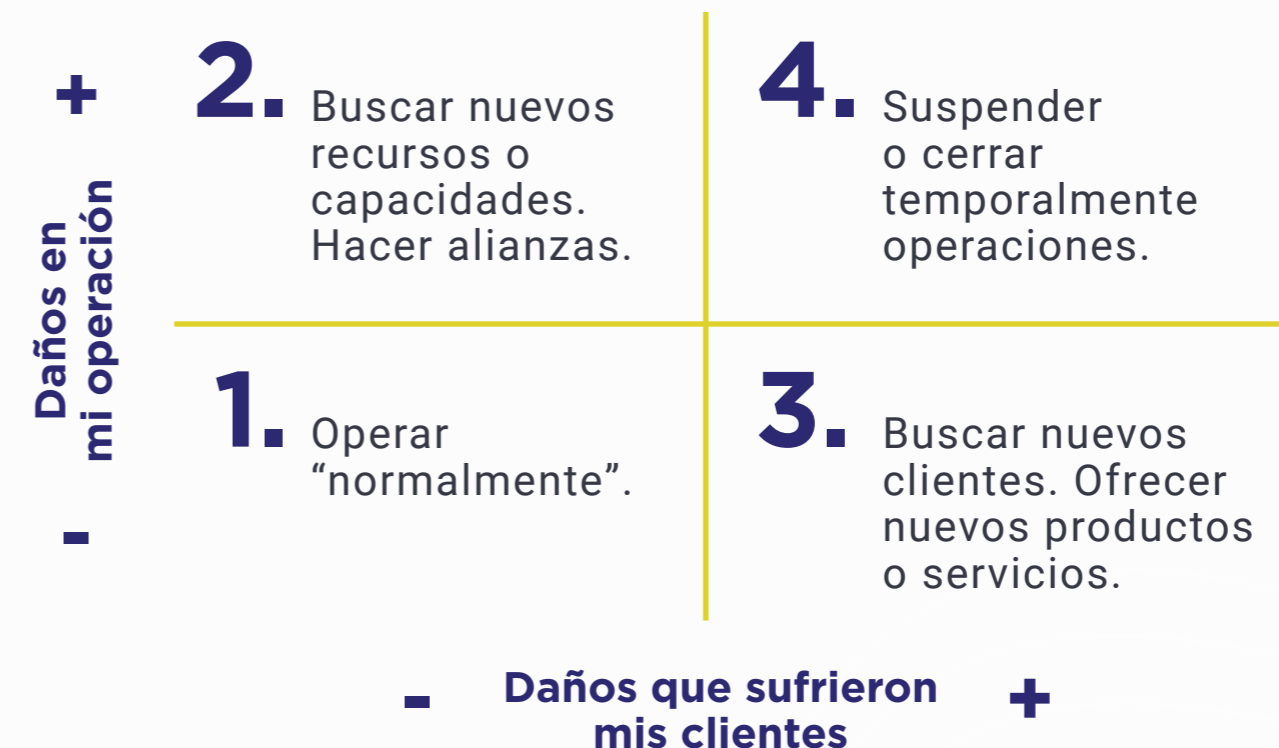 +
Daños en
mi operación
-
2. Buscar nuevos
recursos o
capacidades.
Hacer alianzas.
4. Suspender
o cerrar
temporalmente
operaciones.
1. Operar
“normalmente”.
3. Buscar nuevos
clientes. Ofrecer
nuevos productos
o servicios.
- Daños que sufrieron +
mis clientes